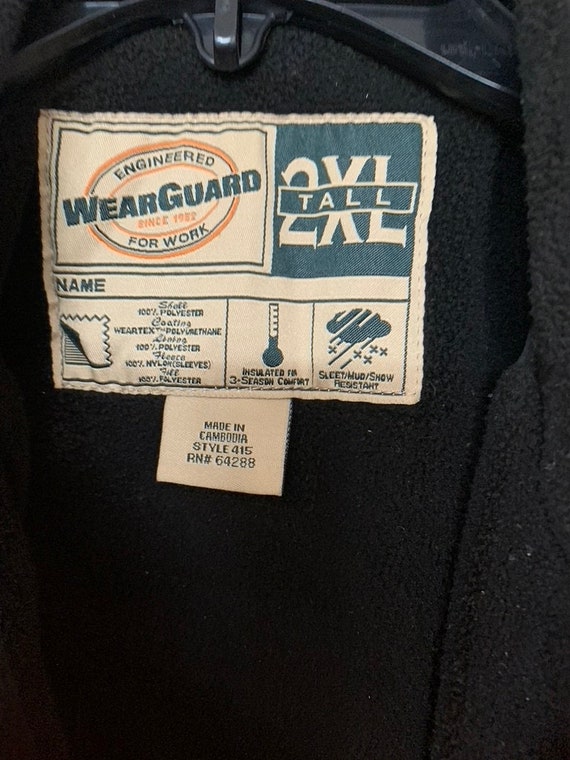 ENGINEERED
WEARGUARD
SINCE 1952
FOR WORK
2XL
TALL
NAME
Shell
100% POLYESTER
Coating
WEARTEX™ POLYURETHANE
Lining
100% POLYESTER
Fleece
100% NYLON (SLEEVES)
Fill
100% POLYESTER
INSULATED FOR
3-SEASON COMFORT
SLEET/MUD/SNOW
RESISTANT
MADE IN
CAMBODIA
STYLE 415
RN# 64288